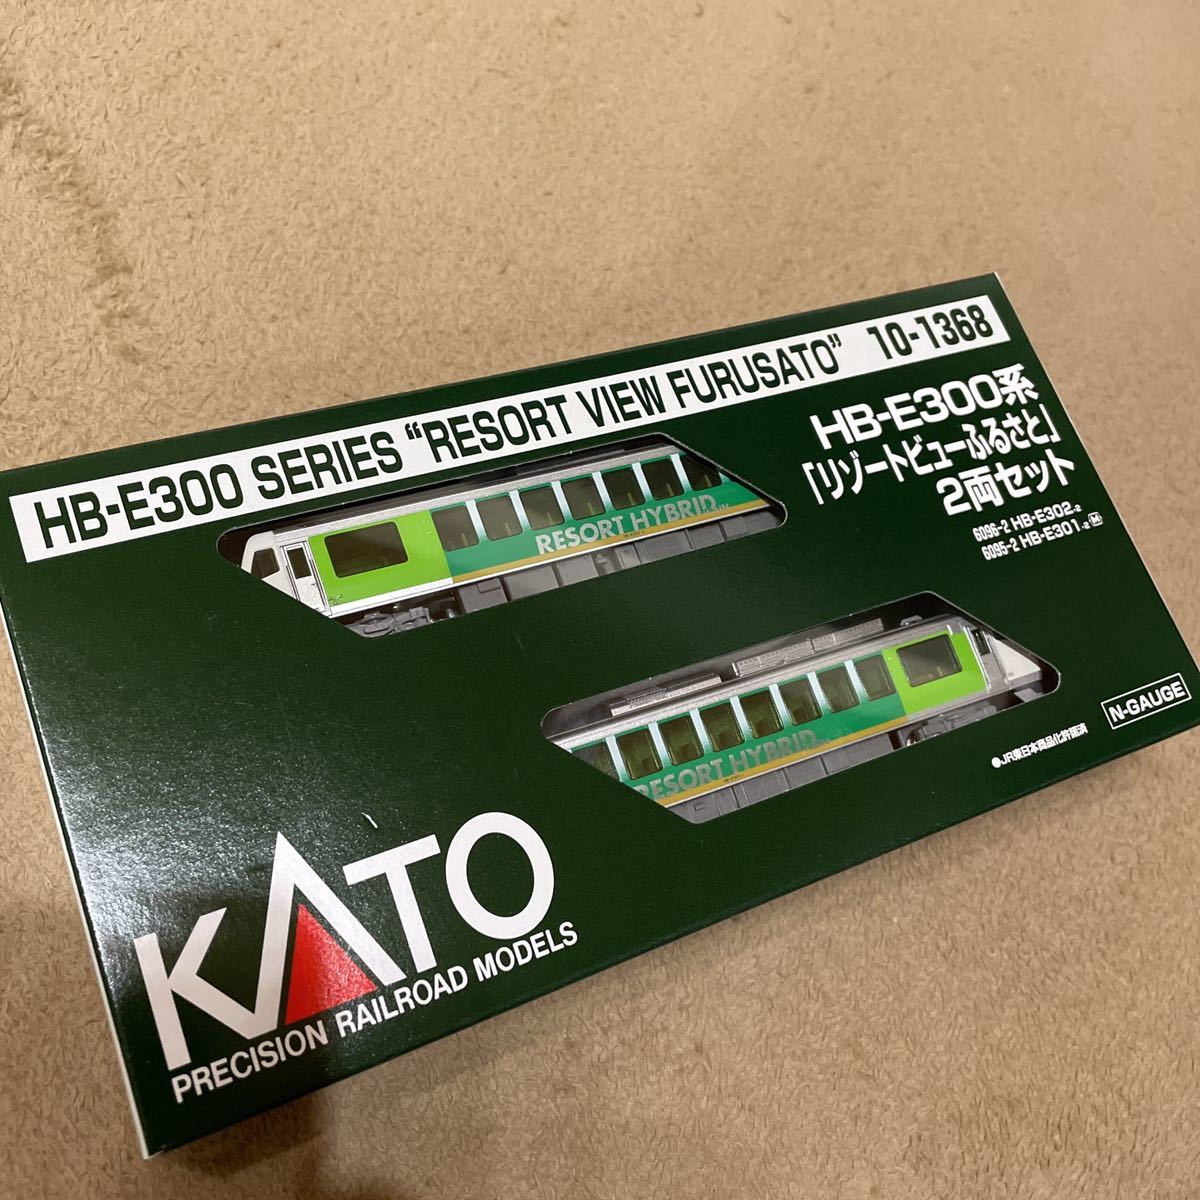 HB-E300 SERIES “RESORT VIEW FURUSATO” 10-1368
HB-E300系
「リゾートビューふるさと」
2両セット
6096-2 HB-E302-2
6095-2 HB-E301-2 M
RESORT HYBRID
RESORT HYBRID
N-GAUGE
●JR東日本商品化許諾済
KATO
PRECISION RAILROAD MODELS